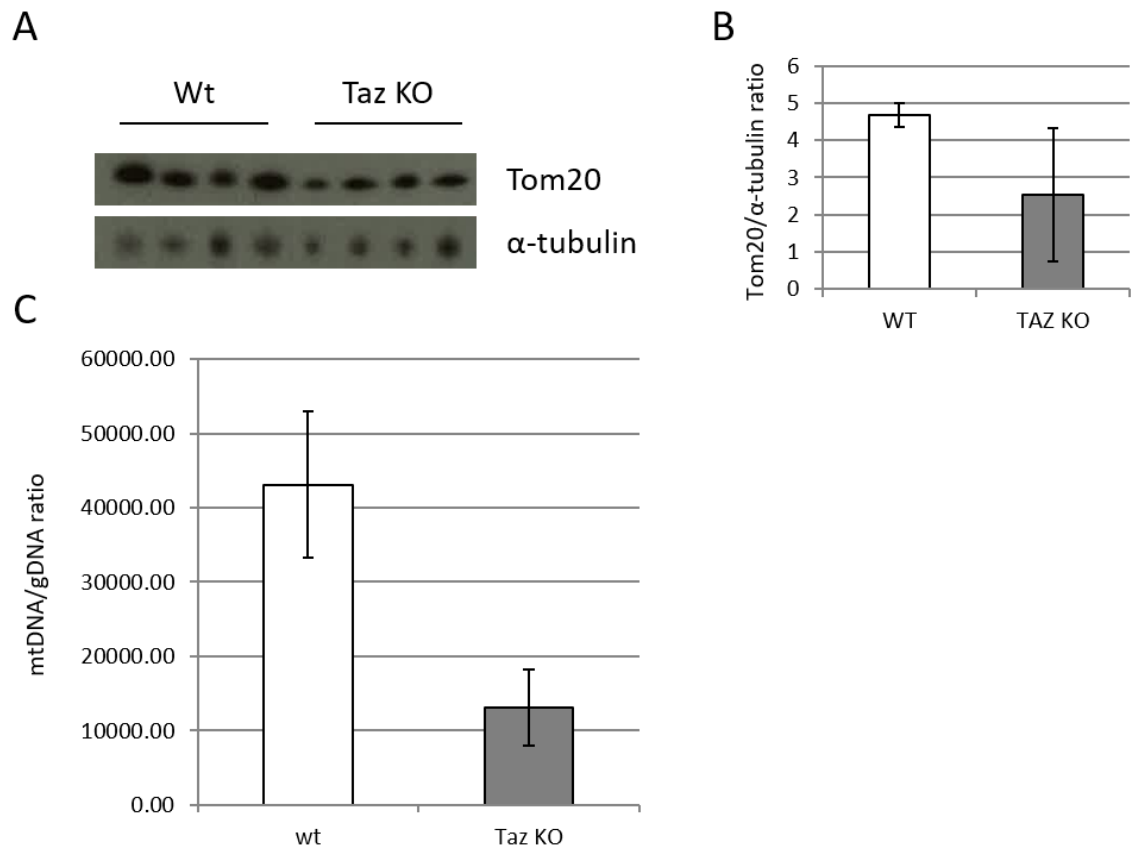 A
Wt Taz KO
Tom20
α-tubulin
B
Tom20/α-tubulin ratio
6
5
4
3
2
1
0
WT TAZ KO
C
mtDNA/gDNA ratio
60000.00
50000.00
40000.00
30000.00
20000.00
10000.00
0.00
wt Taz KO